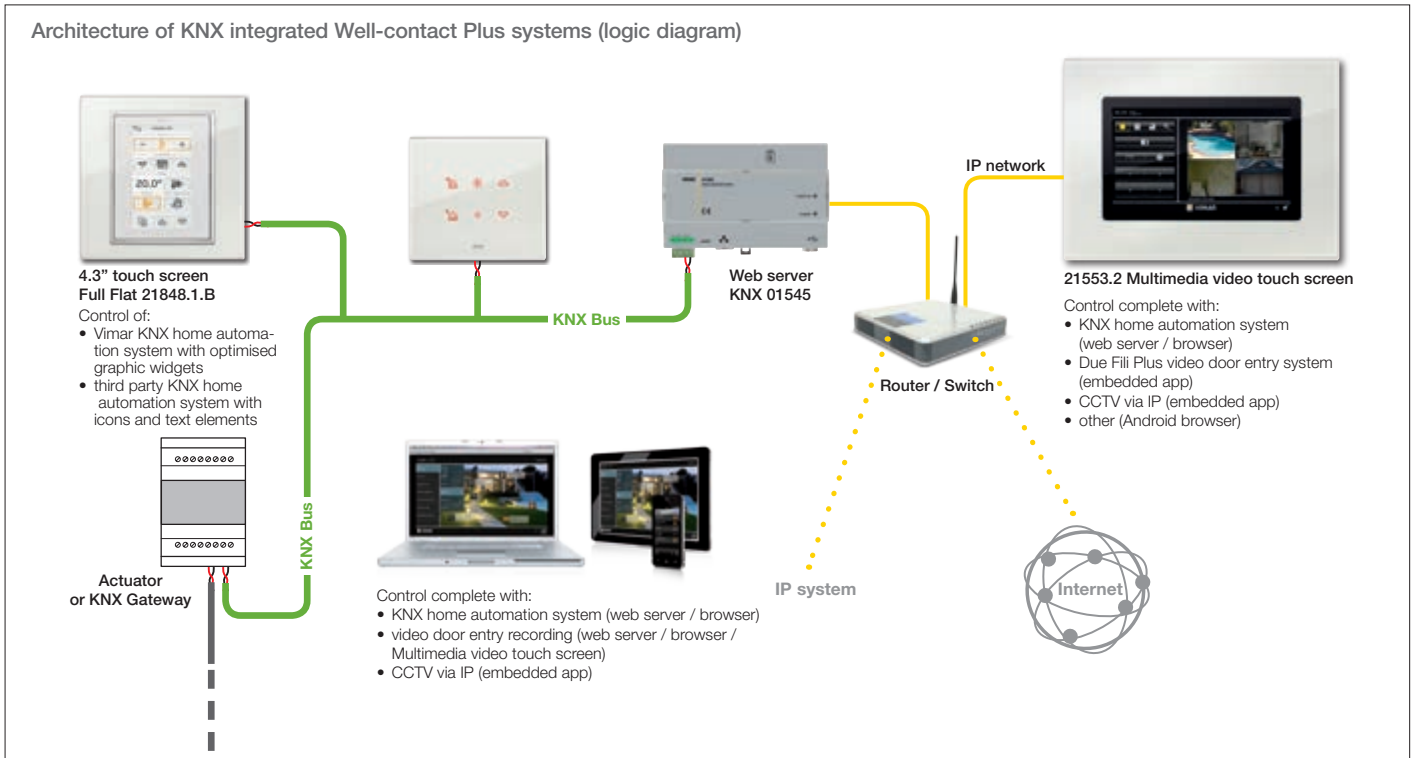 Architecture of KNX integrated Well-contact Plus systems (logic diagram)
4.3” touch screen
Full Flat 21848.1.B
Control of:
• Vimar KNX home automa-
tion system with optimised
graphic widgets
• third party KNX home
automation system with
icons and text elements
20.0°
Actuator
or KNX Gateway
KNX Bus
KNX Bus
Web server
KNX 01545
IP network
Router / Switch
21553.2 Multimedia video touch screen
Control complete with:
• KNX home automation system
(web server / browser)
• Due Fili Plus video door entry system
(embedded app)
• CCTV via IP (embedded app)
• other (Android browser)
Control complete with:
• KNX home automation system (web server / browser)
• video door entry recording (web server / browser /
Multimedia video touch screen)
• CCTV via IP (embedded app)
IP system
Internet